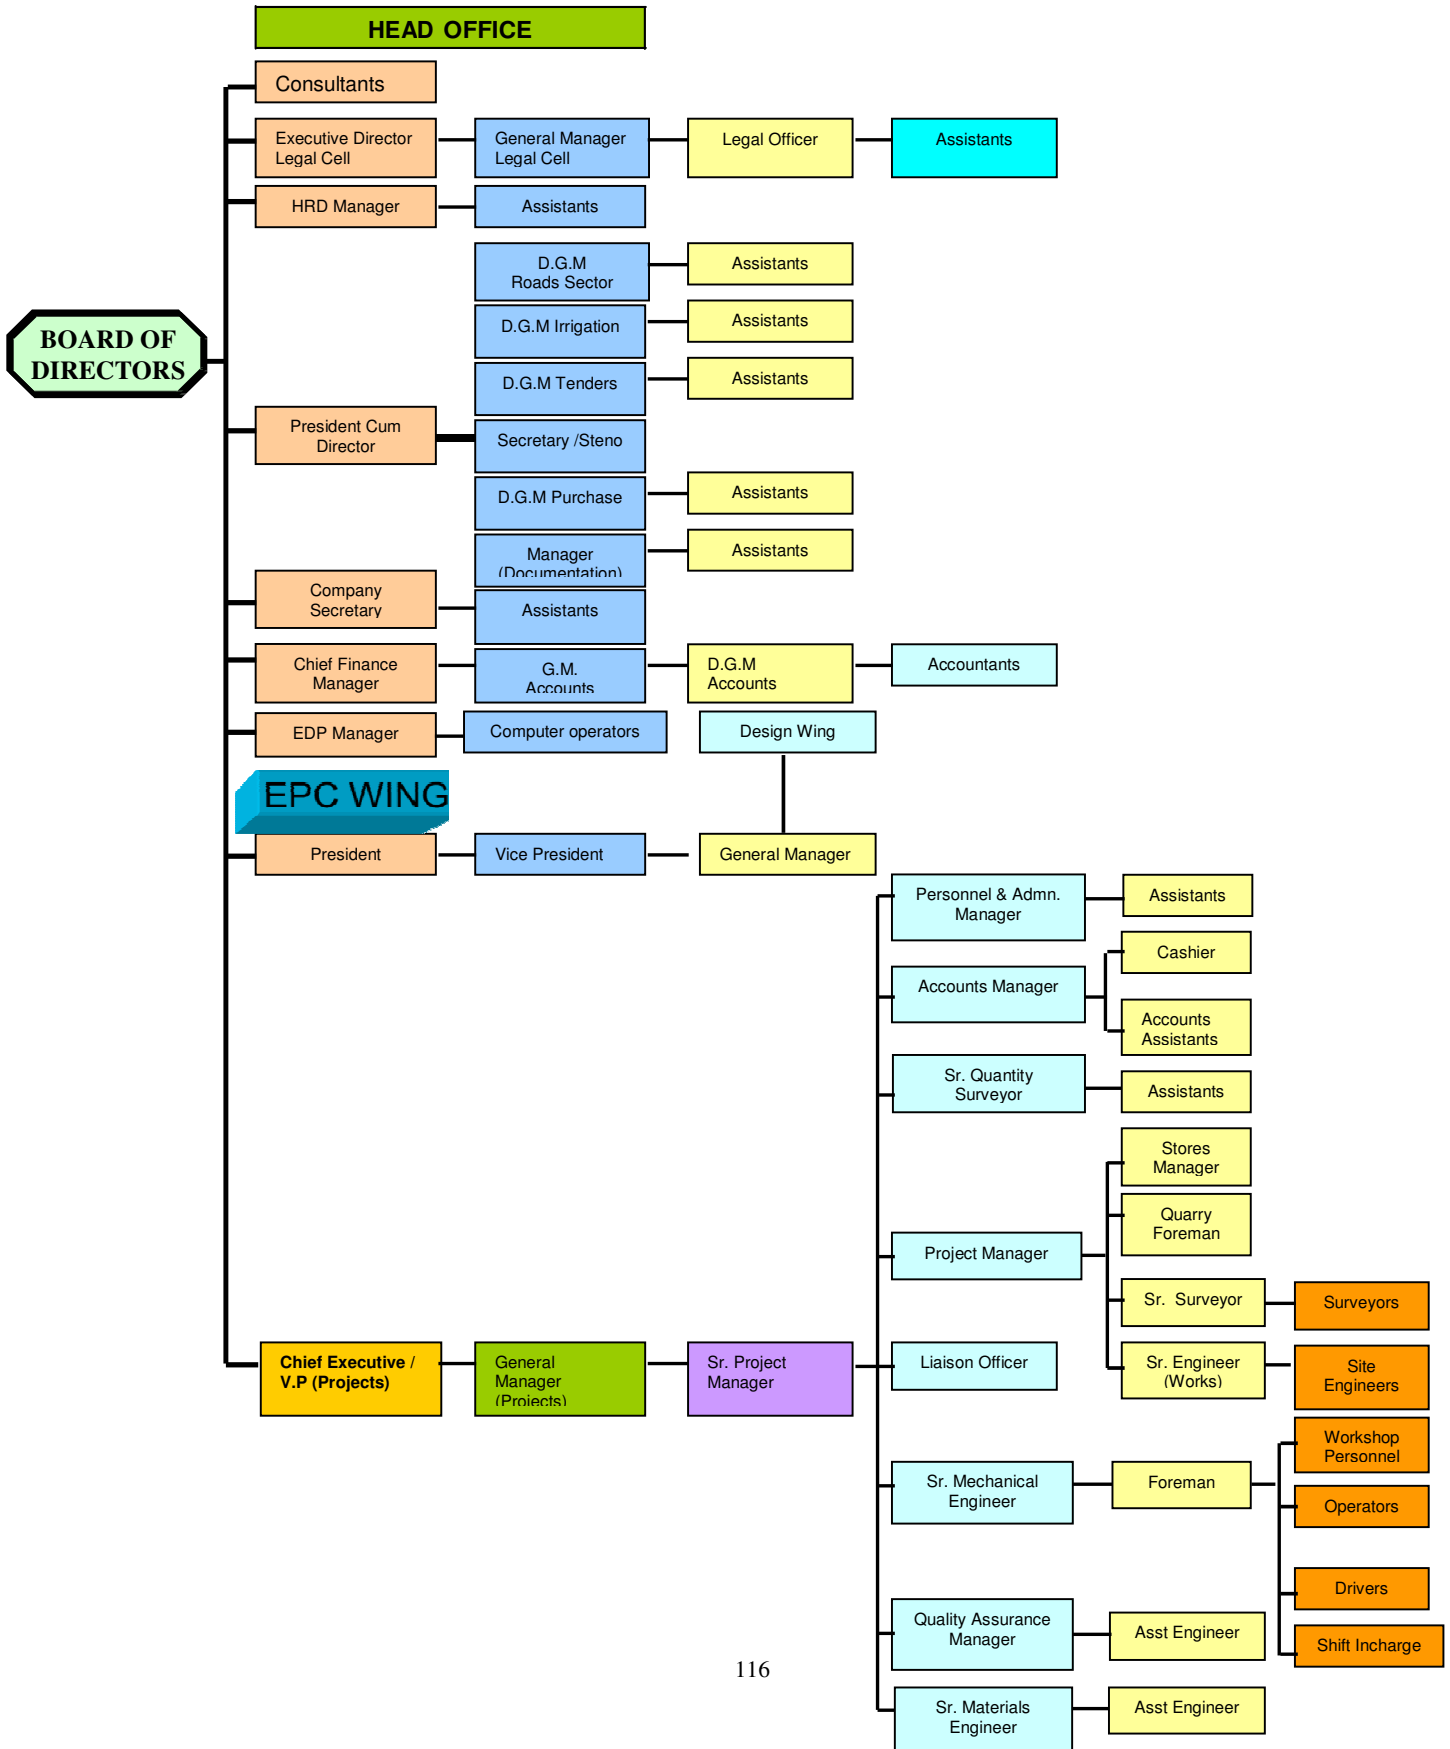 HEAD OFFICE
Consultants
Executive Director
Legal Cell
General Manager
Legal Cell
Legal Officer
Assistants
HRD Manager
Assistants
D.G.M
Roads Sector
Assistants
D.G.M Irrigation
Assistants
BOARD OF
DIRECTORS
D.G.M Tenders
Assistants
President Cum
Director
Secretary /Steno
D.G.M Purchase
Assistants
Manager
(Documentation)
Assistants
Company
Secretary
Assistants
Chief Finance
Manager
G.M.
Accounts
D.G.M
Accounts
Accountants
EDP Manager
Computer operators
Design Wing
EPC WING
President
Vice President
General Manager
Personnel & Admn.
Manager
Assistants
Cashier
Accounts Manager
Accounts
Assistants
Sr. Quantity
Surveyor
Assistants
Stores
Manager
Quarry
Foreman
Project Manager
Sr. Surveyor
Surveyors
Chief Executive /
V.P (Projects)
General
Manager
(Projects)
Sr. Project
Manager
Liaison Officer
Sr. Engineer
(Works)
Site
Engineers
Workshop
Personnel
Sr. Mechanical
Engineer
Foreman
Operators
Drivers
Quality Assurance
Manager
Asst Engineer
Shift Incharge
116
Sr. Materials
Engineer
Asst Engineer